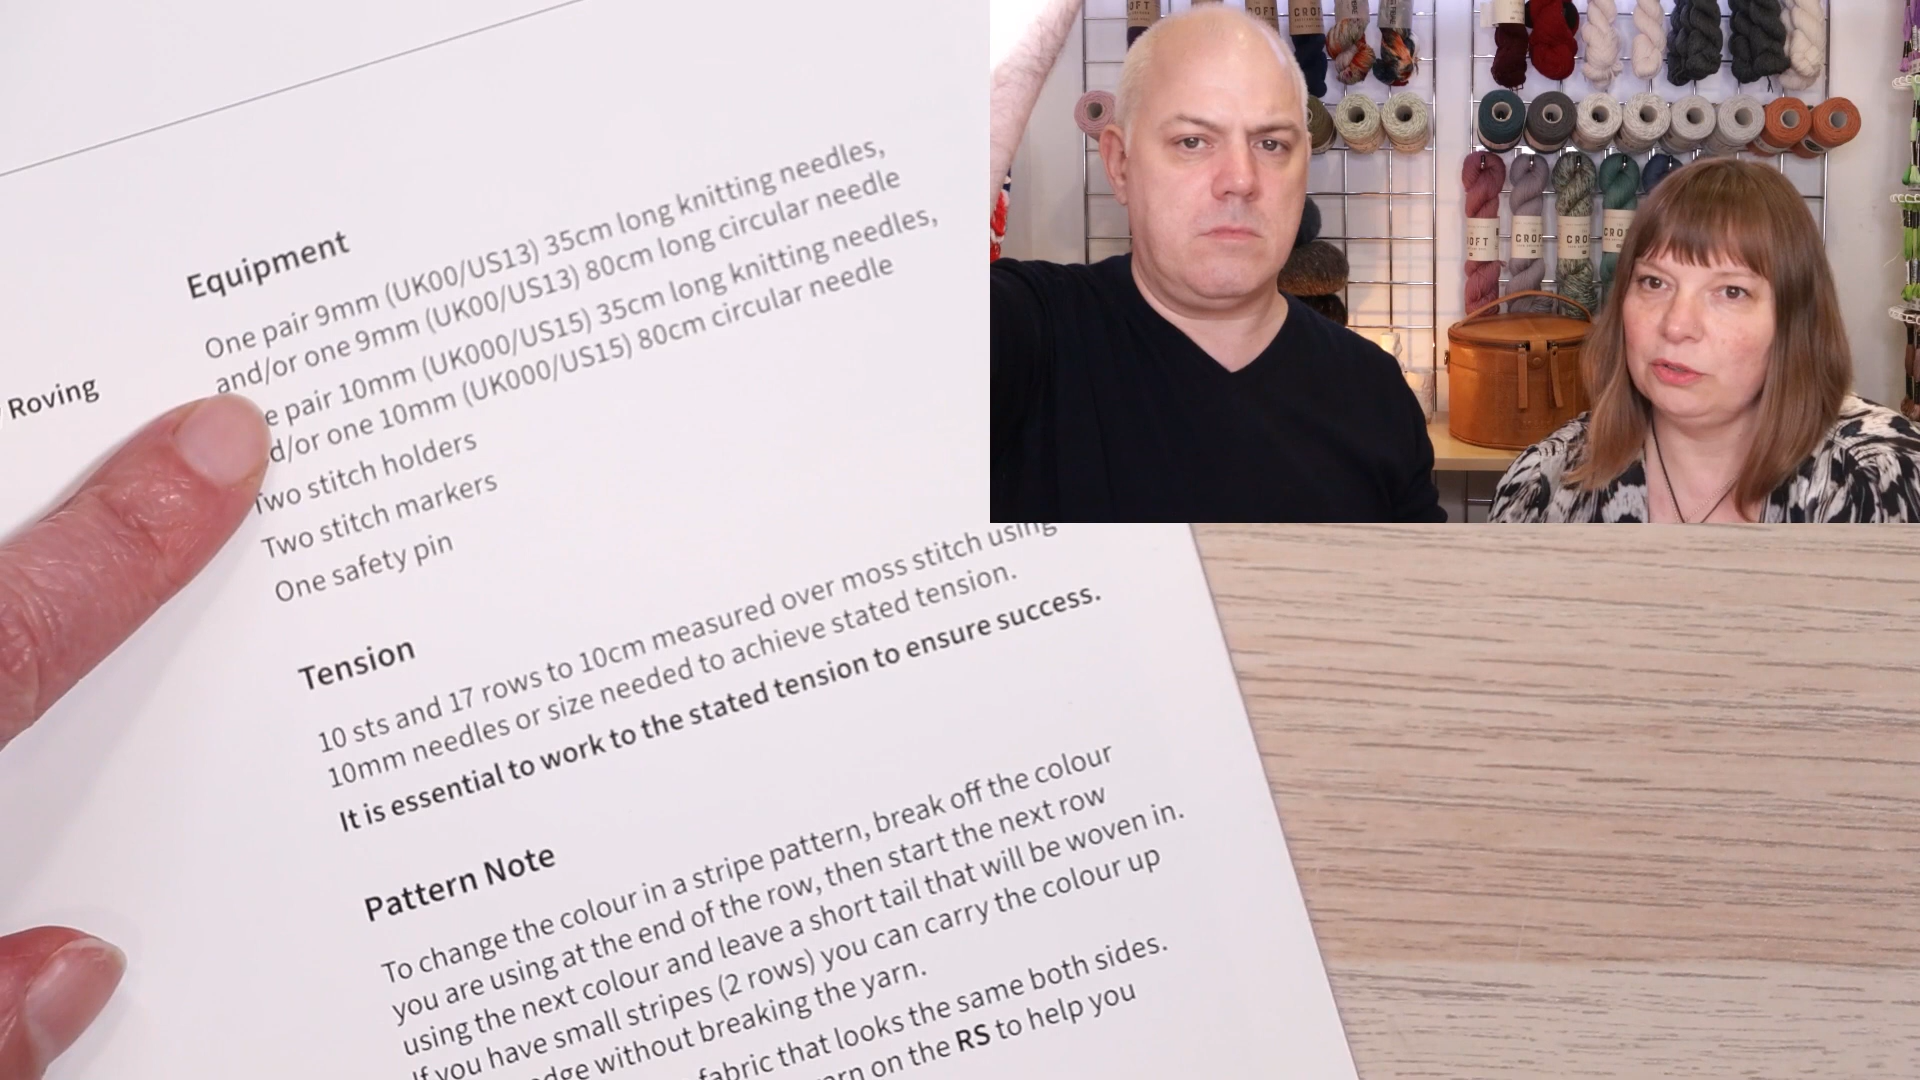 Roving
Equipment
One pair 9mm (UK00/US13) 35cm long knitting needles,
and/or one 9mm (UK00/US13) 80cm long circular needle
e pair 10mm (UK000/US15) 35cm long knitting needles,
d/or one 10mm (UK000/US15) 80cm circular needle
Two stitch holders
Two stitch markers
One safety pin
Tension
10 sts and 17 rows to 10cm measured over moss stitch using
10mm needles or size needed to achieve stated tension.
It is essential to work to the stated tension to ensure success.
Pattern Note
To change the colour in a stripe pattern, break off the colour
you are using at the end of the row, then start the next row
using the next colour and leave a short tail that will be woven in.
If you have small stripes (2 rows) you can carry the colour up
dge without breaking the yarn.
fabric that looks the same both sides.
rn on the RS to help you
CROFT
OFT
CRO
CROF